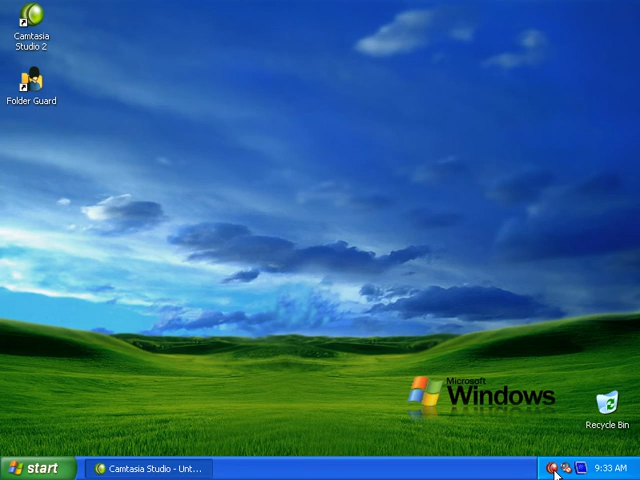 Camtasia
Studio 2
Folder Guard
Microsoft
Windows
Recycle Bin
start
Camtasia Studio - Unt...
9:33 AM